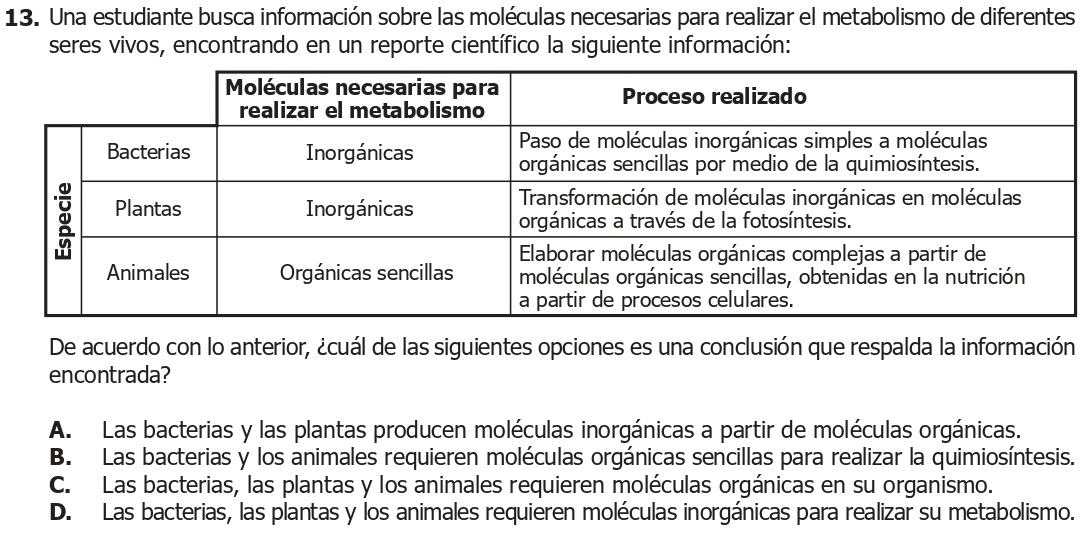 13. Una estudiante busca información sobre las moléculas necesarias para realizar el metabolismo de diferentes
seres vivos, encontrando en un reporte científico la siguiente información:
Moléculas necesarias para
realizar el metabolismo
Proceso realizado
Especie
Bacterias
Inorgánicas
Paso de moléculas inorgánicas simples a moléculas
orgánicas sencillas por medio de la quimiosíntesis.
Plantas
Inorgánicas
Transformación de moléculas inorgánicas en moléculas
orgánicas a través de la fotosíntesis.
Animales
Orgánicas sencillas
Elaborar moléculas orgánicas complejas a partir de
moléculas orgánicas sencillas, obtenidas en la nutrición
a partir de procesos celulares.
De acuerdo con lo anterior, ¿cuál de las siguientes opciones es una conclusión que respalda la información
encontrada?
A. Las bacterias y las plantas producen moléculas inorgánicas a partir de moléculas orgánicas.
B. Las bacterias y los animales requieren moléculas orgánicas sencillas para realizar la quimiosíntesis.
C. Las bacterias, las plantas y los animales requieren moléculas orgánicas en su organismo.
D. Las bacterias, las plantas y los animales requieren moléculas inorgánicas para realizar su metabolismo.